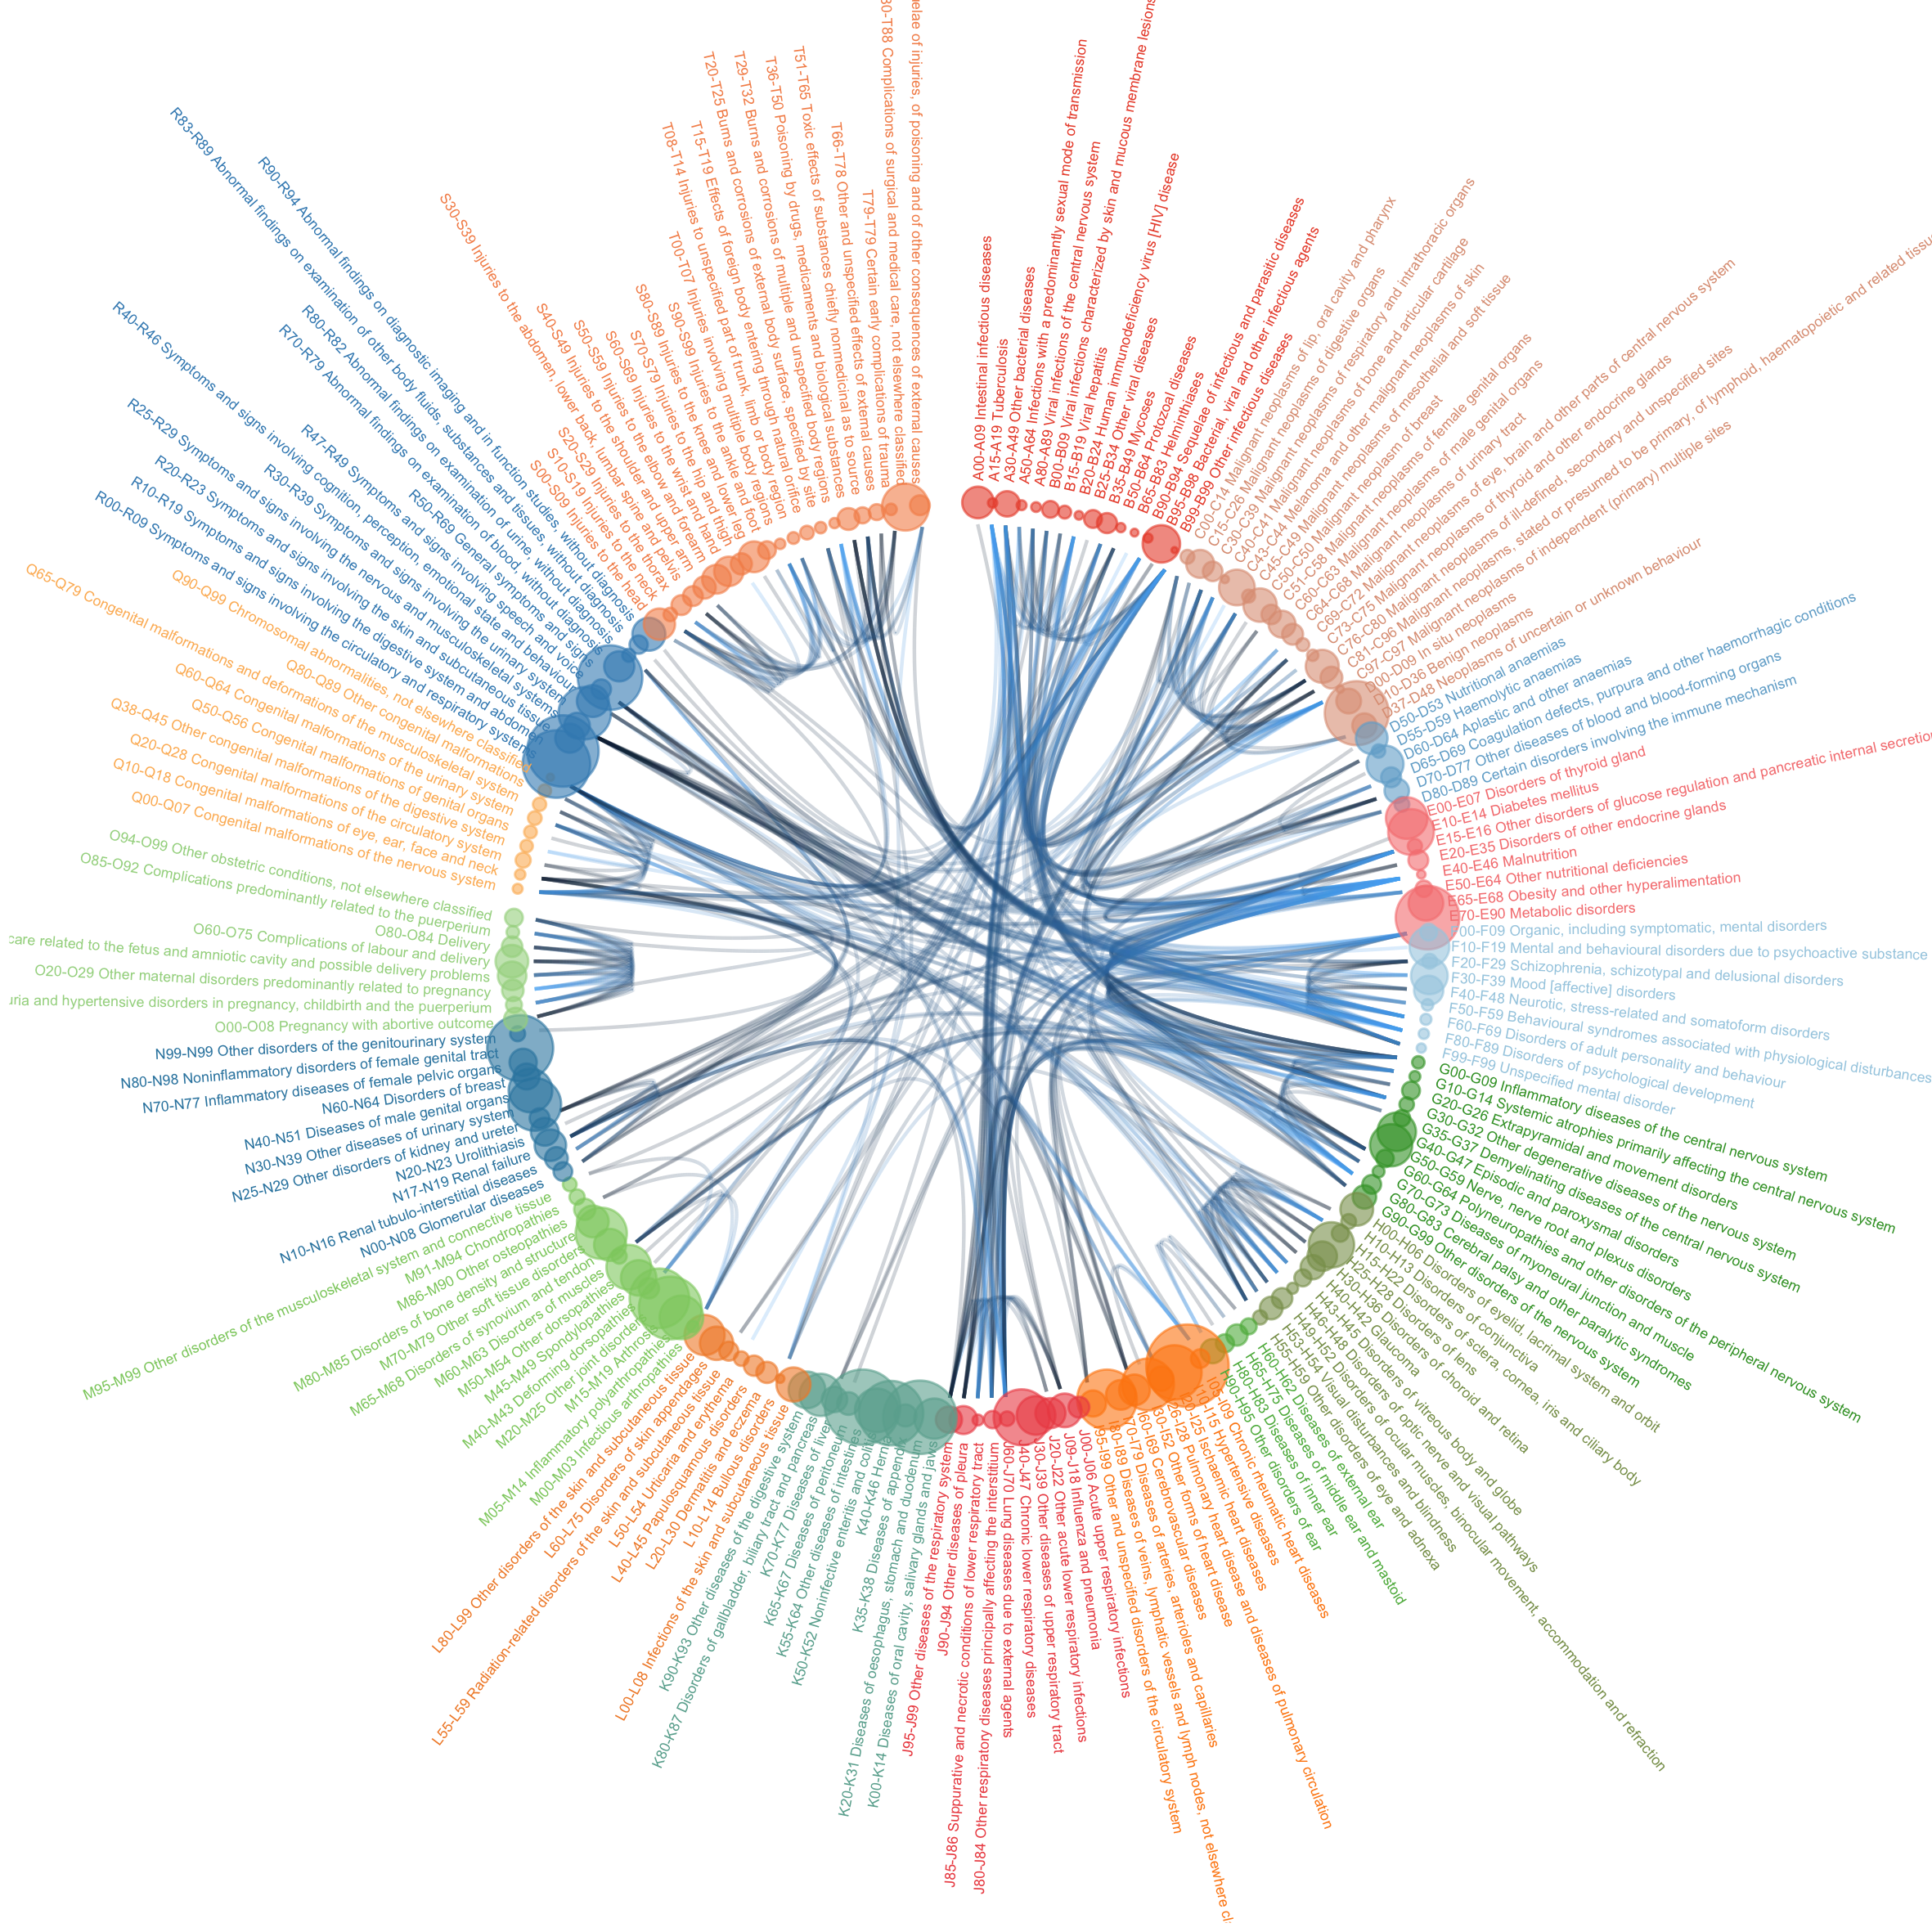 A00-A09 Intestinal infectious diseases
A15-A19 Tuberculosis
A30-A49 Other bacterial diseases
A50-A64 Infections with a predominantly sexual mode of transmission
A80-A89 Viral infections of the central nervous system
B00-B09 Viral infections characterized by skin and mucous membrane lesions
B15-B19 Viral hepatitis
B20-B24 Human immunodeficiency virus [HIV] disease
B25-B34 Other viral diseases
B35-B49 Mycoses
B50-B64 Protozoal diseases
B65-B83 Helminthiases
B90-B94 Sequelae of infectious and parasitic diseases
B95-B98 Bacterial, viral and other infectious agents
B99-B99 Other infectious diseases
C00-C14 Malignant neoplasms of lip, oral cavity and pharynx
C15-C26 Malignant neoplasms of digestive organs
C30-C39 Malignant neoplasms of respiratory and intrathoracic organs
C40-C41 Malignant neoplasms of bone and articular cartilage
C43-C44 Melanoma and other malignant neoplasms of skin
C45-C49 Malignant neoplasms of mesothelial and soft tissue
C50-C50 Malignant neoplasm of breast
C51-C58 Malignant neoplasms of female genital organs
C60-C63 Malignant neoplasms of male genital organs
C64-C68 Malignant neoplasms of urinary tract
C69-C72 Malignant neoplasms of eye, brain and other parts of central nervous system
C73-C75 Malignant neoplasms of thyroid and other endocrine glands
C76-C80 Malignant neoplasms of ill-defined, secondary and unspecified sites
C81-C96 Malignant neoplasms, stated or presumed to be primary, of lymphoid, haematopoietic and related tissue
C97-C97 Malignant neoplasms of independent (primary) multiple sites
D00-D09 In situ neoplasms
D10-D36 Benign neoplasms
D37-D48 Neoplasms of uncertain or unknown behaviour
D50-D53 Nutritional anaemias
D55-D59 Haemolytic anaemias
D60-D64 Aplastic and other anaemias
D65-D69 Coagulation defects, purpura and other haemorrhagic conditions
D70-D77 Other diseases of blood and blood-forming organs
D80-D89 Certain disorders involving the immune mechanism
E00-E07 Disorders of thyroid gland
E10-E14 Diabetes mellitus
E15-E16 Other disorders of glucose regulation and pancreatic internal secretion
E20-E35 Disorders of other endocrine glands
E40-E46 Malnutrition
E50-E64 Other nutritional deficiencies
E65-E68 Obesity and other hyperalimentation
E70-E90 Metabolic disorders
F00-F09 Organic, including symptomatic, mental disorders
F10-F19 Mental and behavioural disorders due to psychoactive substance
F20-F29 Schizophrenia, schizotypal and delusional disorders
F30-F39 Mood [affective] disorders
F40-F48 Neurotic, stress-related and somatoform disorders
F50-F59 Behavioural syndromes associated with physiological disturbances
F60-F69 Disorders of adult personality and behaviour
F80-F89 Disorders of psychological development
F99-F99 Unspecified mental disorder
G00-G09 Inflammatory diseases of the central nervous system
G10-G14 Systemic atrophies primarily affecting the central nervous system
G20-G26 Extrapyramidal and movement disorders
G30-G32 Other degenerative diseases of the nervous system
G35-G37 Demyelinating diseases of the central nervous system
G40-G47 Episodic and paroxysmal disorders
G50-G59 Nerve, nerve root and plexus disorders
G60-G64 Polyneuropathies and other disorders of the peripheral nervous system
G70-G73 Diseases of myoneural junction and muscle
G80-G83 Cerebral palsy and other paralytic syndromes
G90-G99 Other disorders of the nervous system
H00-H06 Disorders of eyelid, lacrimal system and orbit
H10-H13 Disorders of conjunctiva
H15-H22 Disorders of sclera, cornea, iris and ciliary body
H25-H28 Disorders of lens
H30-H36 Disorders of choroid and retina
H40-H42 Glaucoma
H43-H45 Disorders of vitreous body and globe
H46-H48 Disorders of optic nerve and visual pathways
H49-H52 Disorders of ocular muscles, binocular movement, accommodation and refraction
H53-H54 Visual disturbances and blindness
H55-H59 Other disorders of eye and adnexa
H60-H62 Diseases of external ear
H65-H75 Diseases of middle ear and mastoid
H80-H83 Diseases of inner ear
H90-H95 Other disorders of ear
I05-I09 Chronic rheumatic heart diseases
I10-I15 Hypertensive diseases
I20-I25 Ischaemic heart diseases
I26-I28 Pulmonary heart disease and diseases of pulmonary circulation
I30-I52 Other forms of heart disease
I60-I69 Cerebrovascular diseases
I70-I79 Diseases of arteries, arterioles and capillaries
I80-I89 Diseases of veins, lymphatic vessels and lymph nodes, not elsewhere
I95-I99 Other and unspecified disorders of the circulatory system
J00-J06 Acute upper respiratory infections
J09-J18 Influenza and pneumonia
J20-J22 Other acute lower respiratory infections
J30-J39 Other diseases of upper respiratory tract
J40-J47 Chronic lower respiratory diseases
J60-J70 Lung diseases due to external agents
J80-J84 Other respiratory diseases principally affecting the interstitium
J85-J86 Suppurative and necrotic conditions of lower respiratory tract
J90-J94 Other diseases of pleura
J95-J99 Other diseases of the respiratory system
K00-K14 Diseases of oral cavity, salivary glands and jaws
K20-K31 Diseases of oesophagus, stomach and duodenum
K35-K38 Diseases of appendix
K40-K46 Hernia
K50-K52 Noninfective enteritis and colitis
K55-K64 Other diseases of intestines
K65-K67 Diseases of peritoneum
K70-K77 Diseases of liver
K80-K87 Disorders of gallbladder, biliary tract and pancreas
K90-K93 Other diseases of the digestive system
L00-L08 Infections of the skin and subcutaneous tissue
L10-L14 Bullous disorders
L20-L30 Dermatitis and eczema
L40-L45 Papulosquamous disorders
L50-L54 Urticaria and erythema
L55-L59 Radiation-related disorders of the skin and subcutaneous tissue
L60-L75 Disorders of skin appendages
L80-L99 Other disorders of the skin and subcutaneous tissue
M00-M03 Infectious arthropathies
M05-M14 Inflammatory polyarthropathies
M15-M19 Arthrosis
M20-M25 Other joint disorders
M40-M43 Deforming dorsopathies
M45-M49 Spondylopathies
M50-M54 Other dorsopathies
M60-M63 Disorders of muscles
M65-M68 Disorders of synovium and tendon
M70-M79 Other soft tissue disorders
M80-M85 Disorders of bone density and structure
M86-M90 Other osteopathies
M91-M94 Chondropathies
M95-M99 Other disorders of the musculoskeletal system and connective tissue
N00-N08 Glomerular diseases
N10-N16 Renal tubulo-interstitial diseases
N17-N19 Renal failure
N20-N23 Urolithiasis
N25-N29 Other disorders of kidney and ureter
N30-N39 Other diseases of urinary system
N40-N51 Diseases of male genital organs
N60-N64 Disorders of breast
N70-N77 Inflammatory diseases of female pelvic organs
N80-N98 Noninflammatory disorders of female genital tract
N99-N99 Other disorders of the genitourinary system
O00-O08 Pregnancy with abortive outcome
uria and hypertensive disorders in pregnancy, childbirth and the puerperium
O20-O29 Other maternal disorders predominantly related to pregnancy
care related to the fetus and amniotic cavity and possible delivery problems
O60-O75 Complications of labour and delivery
O80-O84 Delivery
O85-O92 Complications predominantly related to the puerperium
O94-O99 Other obstetric conditions, not elsewhere classified
Q00-Q07 Congenital malformations of the nervous system
Q10-Q18 Congenital malformations of eye, ear, face and neck
Q20-Q28 Congenital malformations of the circulatory system
Q38-Q45 Other congenital malformations of the digestive system
Q50-Q56 Congenital malformations of genital organs
Q60-Q64 Congenital malformations of the urinary system
Q65-Q79 Congenital malformations and deformations of the musculoskeletal system
Q80-Q89 Other congenital malformations
Q90-Q99 Chromosomal abnormalities, not elsewhere classified
R00-R09 Symptoms and signs involving the circulatory and respiratory systems
R10-R19 Symptoms and signs involving the digestive system and abdomen
R20-R23 Symptoms and signs involving the skin and subcutaneous tissue
R25-R29 Symptoms and signs involving the nervous and musculoskeletal systems
R30-R39 Symptoms and signs involving the urinary system
R40-R46 Symptoms and signs involving cognition, perception, emotional state and behaviour
R47-R49 Symptoms and signs involving speech and voice
R50-R69 General symptoms and signs
R70-R79 Abnormal findings on examination of blood, without diagnosis
R80-R82 Abnormal findings on examination of urine, without diagnosis
R83-R89 Abnormal findings on examination of other body fluids, substances and tissues, without diagnosis
R90-R94 Abnormal findings on diagnostic imaging and in function studies, without diagnosis
S00-S09 Injuries to the head
S10-S19 Injuries to the neck
S20-S29 Injuries to the thorax
S30-S39 Injuries to the abdomen, lower back, lumbar spine and pelvis
S40-S49 Injuries to the shoulder and upper arm
S50-S59 Injuries to the elbow and forearm
S60-S69 Injuries to the wrist and hand
S70-S79 Injuries to the hip and thigh
S80-S89 Injuries to the knee and lower leg
S90-S99 Injuries to the ankle and foot
T00-T07 Injuries involving multiple body regions
T08-T14 Injuries to unspecified part of trunk, limb or body region
T15-T19 Effects of foreign body entering through natural orifice
T20-T25 Burns and corrosions of external body surface, specified by site
T29-T32 Burns and corrosions of multiple and unspecified body regions
T36-T50 Poisoning by drugs, medicaments and biological substances
T51-T65 Toxic effects of substances chiefly nonmedicinal as to source
T66-T78 Other and unspecified effects of external causes
T79-T79 Certain early complications of trauma
80-T88 Complications of surgical and medical care, not elsewhere classified
elae of injuries, of poisoning and of other consequences of external causes